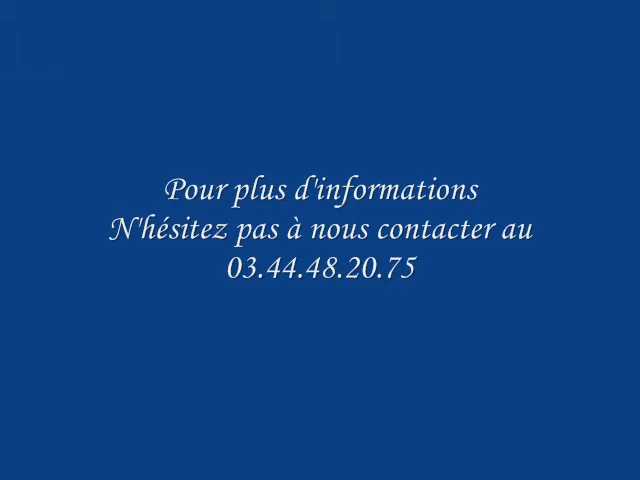 Pour plus d'informations
N'hésitez pas à nous contacter au
03.44.48.20.75